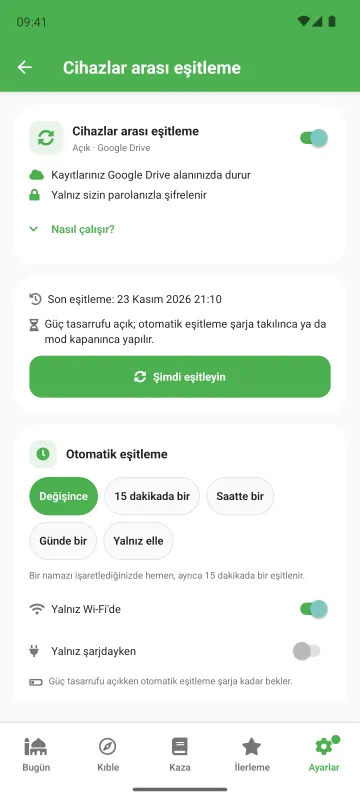 09:41
Cihazlar arası eşitleme
Cihazlar arası eşitleme
Açık · Google Drive
Kayıtlarınız Google Drive alanınızda durur
Yalnız sizin parolanızla şifrelenir
Nasıl çalışır?
Son eşitleme: 23 Kasım 2026 21:10
Güç tasarrufu açık; otomatik eşitleme şarja takılınca ya da
mod kapanınca yapılır.
Şimdi eşitleyin
Otomatik eşitleme
Değişince
15 dakikada bir
Saatte bir
Günde bir
Yalnız elle
Bir namazı işaretlediğinizde hemen, ayrıca 15 dakikada bir eşitlenir.
Yalnız Wi-Fi'de
Yalnız şarjdayken
Güç tasarrufu açıkken otomatik eşitleme şarja kadar bekler.
Bugün
Kıble
Kaza
İlerleme
Ayarlar